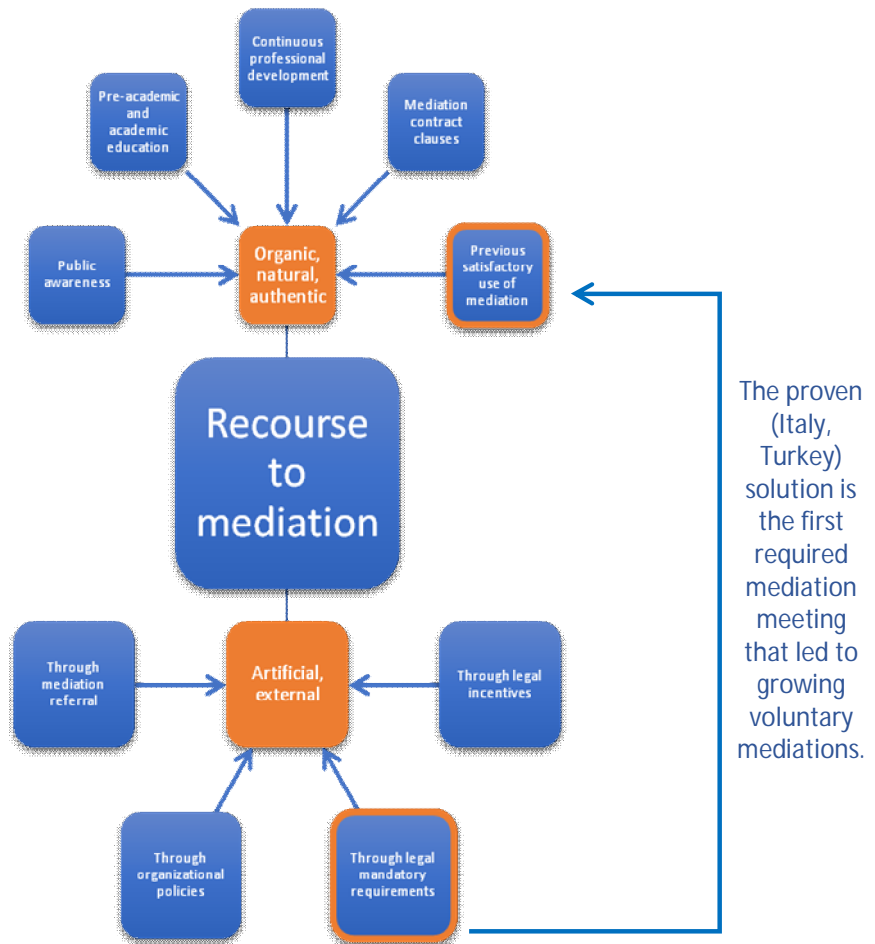 Continuous
professional
development
Pre-academic
and
academic
education
Mediation
contract
clauses
Public
awareness
Organic,
natural,
authentic
Previous
satisfactory
use of
mediation
Recourse
to
mediation
The proven
(Italy,
Turkey)
solution is
the first
required
mediation
meeting
that led to
growing
voluntary
mediations.
Through
mediation
referral
Artificial,
external
Through legal
incentives
Through
organizational
policies
Through legal
mandatory
requirements